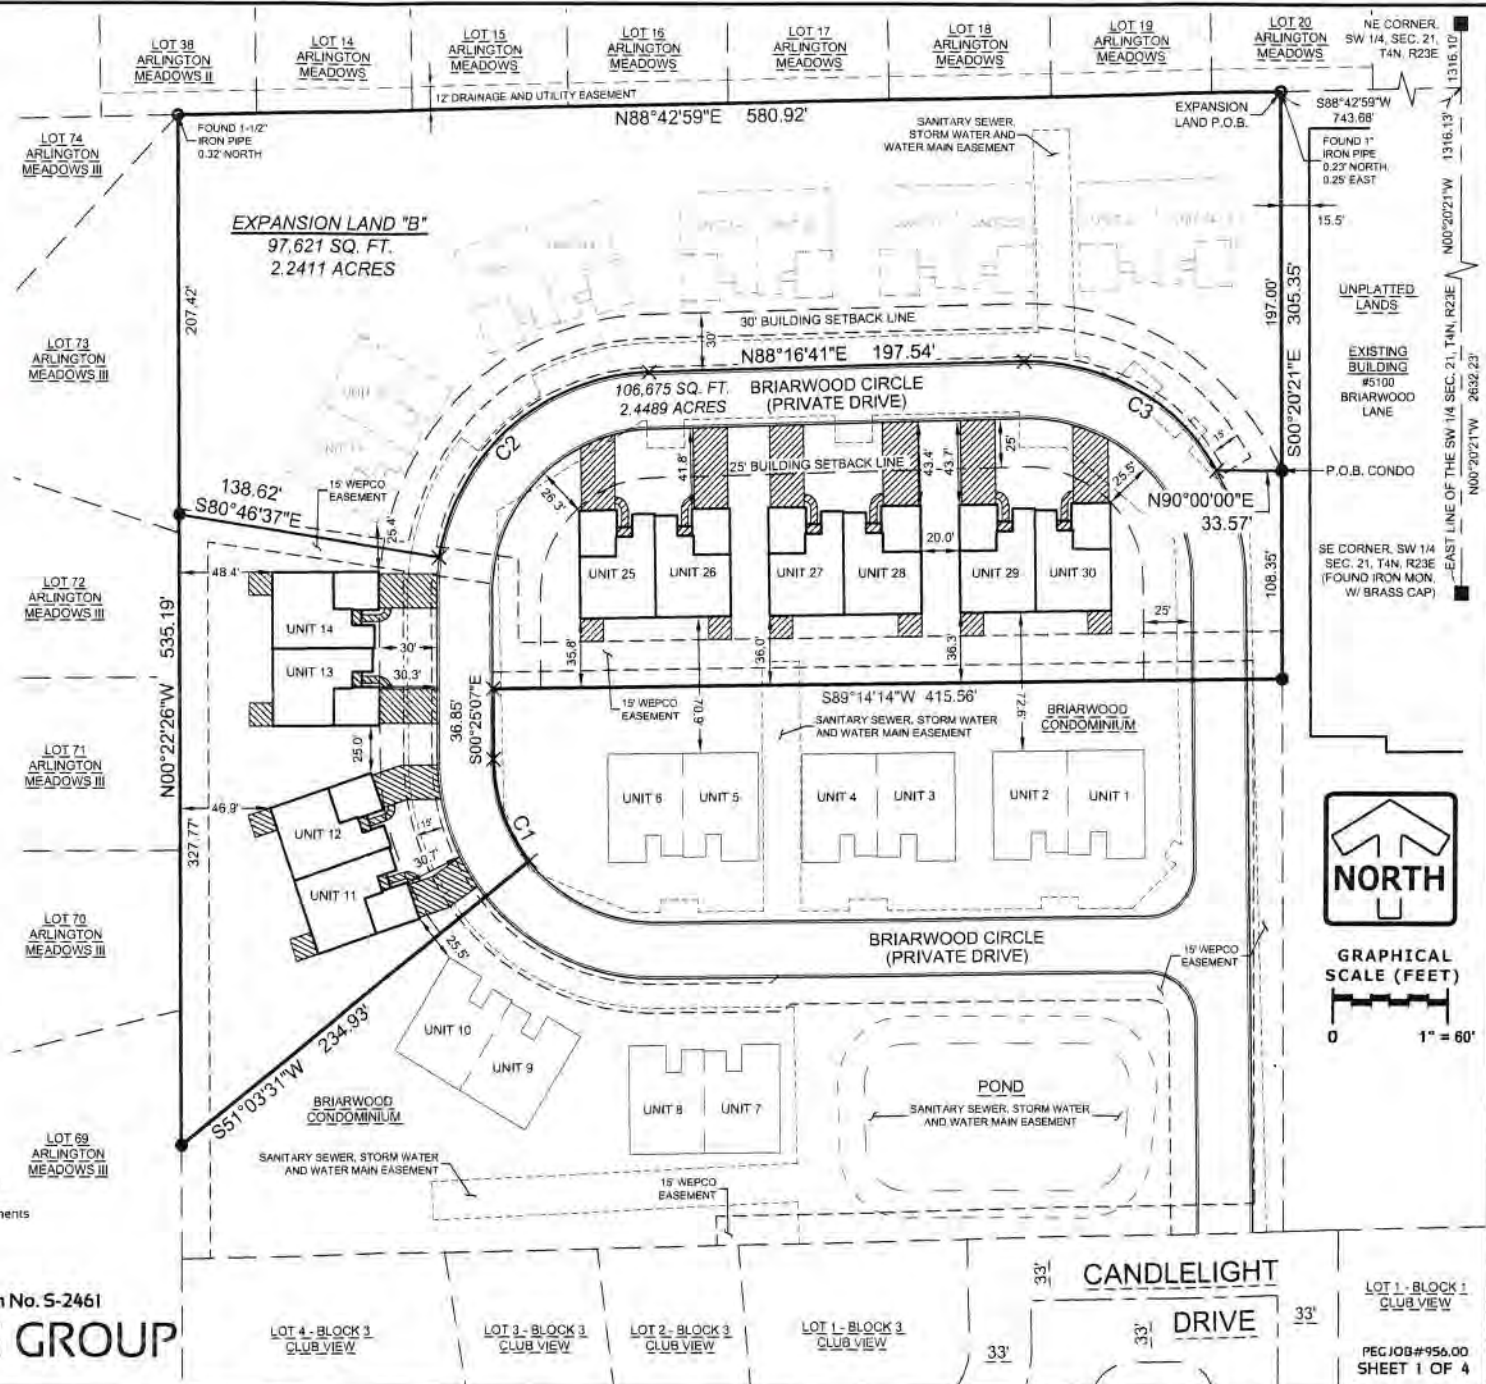 LOT 38
ARLINGTON
MEADOWS II
LOT 14
ARLINGTON
MEADOWS
LOT 15
ARLINGTON
MEADOWS
LOT 16
ARLINGTON
MEADOWS
LOT 17
ARLINGTON
MEADOWS
LOT 18
ARLINGTON
MEADOWS
LOT 19
ARLINGTON
MEADOWS
LOT 20
ARLINGTON
MEADOWS
NE CORNER,
SW 1/4, SEC. 21,
T4N, R23E
1316.10'
12' DRAINAGE AND UTILITY EASEMENT
N88°42'59"E 580.92'
EXPANSION
LAND P.O.B.
S88°42'59"W
743.68'
FOUND 1-1/2"
IRON PIPE
0.32' NORTH
LOT 74
ARLINGTON
MEADOWS III
SANITARY SEWER,
STORM WATER AND
WATER MAIN EASEMENT
FOUND 1"
IRON PIPE
0.23' NORTH,
0.25' EAST
1316.13'
N00°20'21"W
EXPANSION LAND "B"
97,621 SQ. FT.
2.2411 ACRES
15.5'
207.42'
197.00'
S00°20'21"E 305.35'
UNPLATTED
LANDS
LOT 73
ARLINGTON
MEADOWS III
30' BUILDING SETBACK LINE
30'
N88°16'41"E 197.54'
EXISTING
BUILDING
#5100
BRIARWOOD
LANE
106,675 SQ. FT.
2.4489 ACRES
BRIARWOOD CIRCLE
(PRIVATE DRIVE)
C2
C3
15'
EAST LINE OF THE SW 1/4 SEC. 21, T4N, R23E
N00°20'21"W 2632.23'
41.8'
25' BUILDING SETBACK LINE
43.4'
43.7'
25'
25.5'
26.3'
P.O.B. CONDO
N90°00'00"E
33.57'
138.62'
S80°46'37"E
15' WEPCO
EASEMENT
25.4'
20.0'
108.35'
SE CORNER, SW 1/4
SEC. 21, T4N, R23E
(FOUND IRON MON.
W/ BRASS CAP)
UNIT 25
UNIT 26
UNIT 27
UNIT 28
UNIT 29
UNIT 30
48.4'
LOT 72
ARLINGTON
MEADOWS III
UNIT 14
UNIT 13
30'
30.3'
25'
35.8'
36.0'
36.3'
N00°22'26"W 535.19'
36.85'
S00°25'07"E
15' WEPCO
EASEMENT
70.9'
S89°14'14"W 415.56'
72.6'
SANITARY SEWER, STORM WATER
AND WATER MAIN EASEMENT
BRIARWOOD
CONDOMINIUM
LOT 71
ARLINGTON
MEADOWS III
25.0'
46.9'
327.77'
UNIT 12
UNIT 11
15'
30.7'
C1
UNIT 6
UNIT 5
UNIT 4
UNIT 3
UNIT 2
UNIT 1
NORTH
LOT 70
ARLINGTON
MEADOWS III
25.5'
BRIARWOOD CIRCLE
(PRIVATE DRIVE)
15' WEPCO
EASEMENT
GRAPHICAL
SCALE (FEET)
0 1" = 60'
UNIT 10
UNIT 9
S51°03'31"W 234.93'
BRIARWOOD
CONDOMINIUM
UNIT 8
UNIT 7
POND
SANITARY SEWER, STORM WATER
AND WATER MAIN EASEMENT
LOT 69
ARLINGTON
MEADOWS III
SANITARY SEWER, STORM WATER
AND WATER MAIN EASEMENT
15' WEPCO
EASEMENT
nents
No. S-2461
GROUP
LOT 4 - BLOCK 3
CLUB VIEW
LOT 3 - BLOCK 3
CLUB VIEW
LOT 2 - BLOCK 3
CLUB VIEW
LOT 1 - BLOCK 3
CLUB VIEW
33'
33'
CANDLELIGHT
DRIVE
33'
33'
LOT 1 - BLOCK 1
CLUB VIEW
PEG JOB#956.00
SHEET 1 OF 4